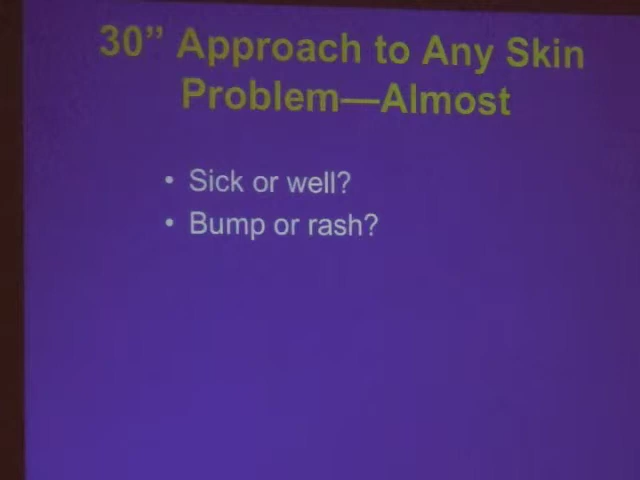 30” Approach to Any Skin
Problem—Almost
• Sick or well?
• Bump or rash?